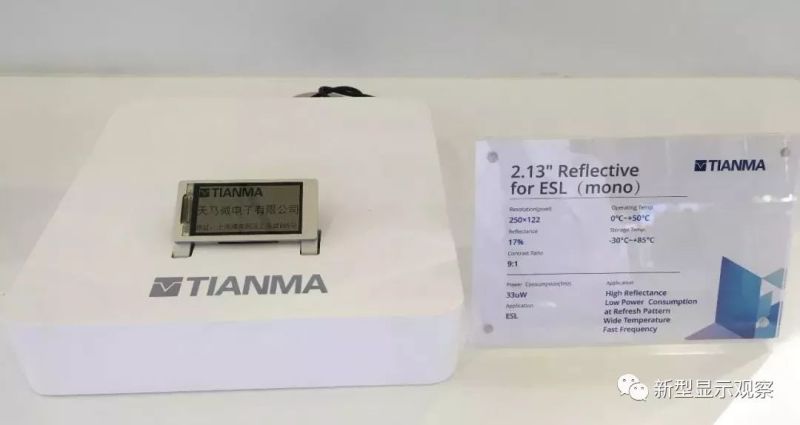 TIANMA
天马微电子有限公司
TIANMA
2.13" Reflective
for ESL（mono）
TIANMA
Resolution(pixel)
250×122
Reflectance
17%
Contrast Ratio
9:1
Operating Temp.
0°C~+50°C
Storage Temp.
-30°C~+85°C
Power Consumption(1Hz)
33uW
Application
ESL
Application
High Reflectance
Low Power Consumption
at Refresh Pattern
Wide Temperature
Fast Frequency
新型显示观察